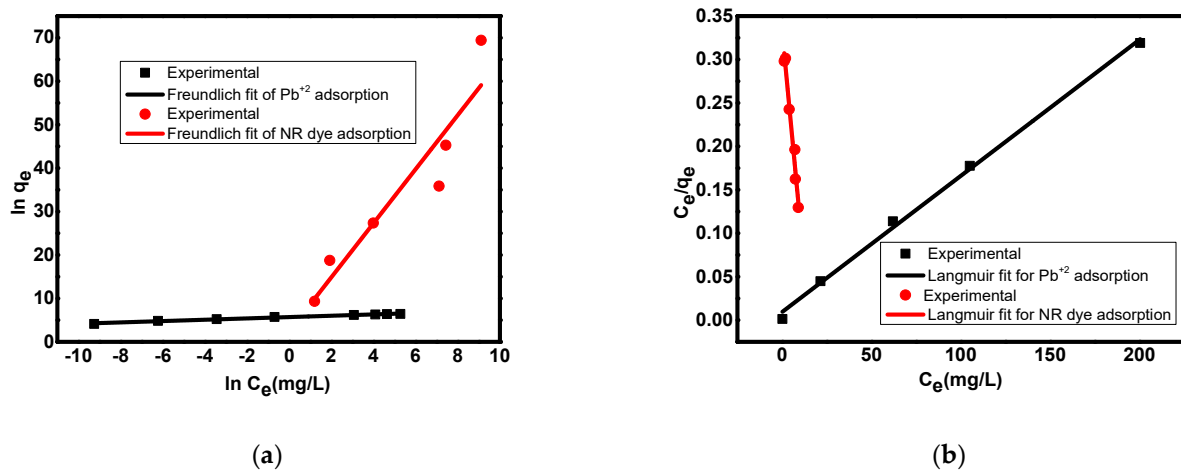 70
60
50
40
30
20
10
0
ln qe
-10 -8 -6 -4 -2 0 2 4 6 8 10
ln Ce(mg/L)
Experimental
Freundlich fit of Pb+2 adsorption
Experimental
Freundlich fit of NR dye adsorption
(a)
0.35
0.30
0.25
0.20
0.15
0.10
0.05
0.00
Ce/qe
0 50 100 150 200
Ce(mg/L)
Experimental
Langmuir fit for Pb+2 adsorption
Experimental
Langmuir fit for NR dye adsorption
(b)